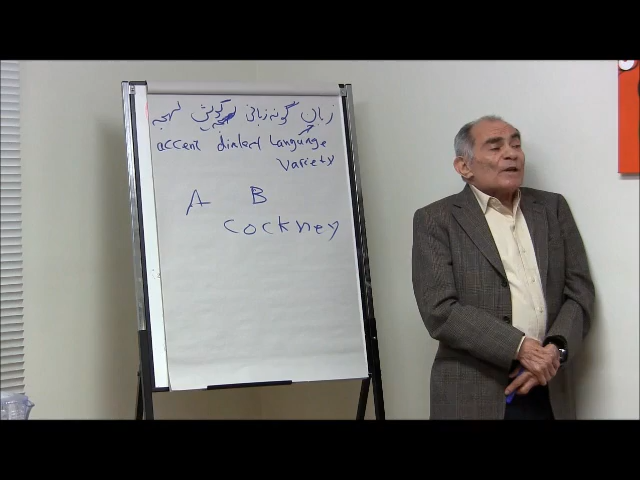 زبان گونه زبانی گویش لهجه
accent dialect Language
Variety
A B
Cockney